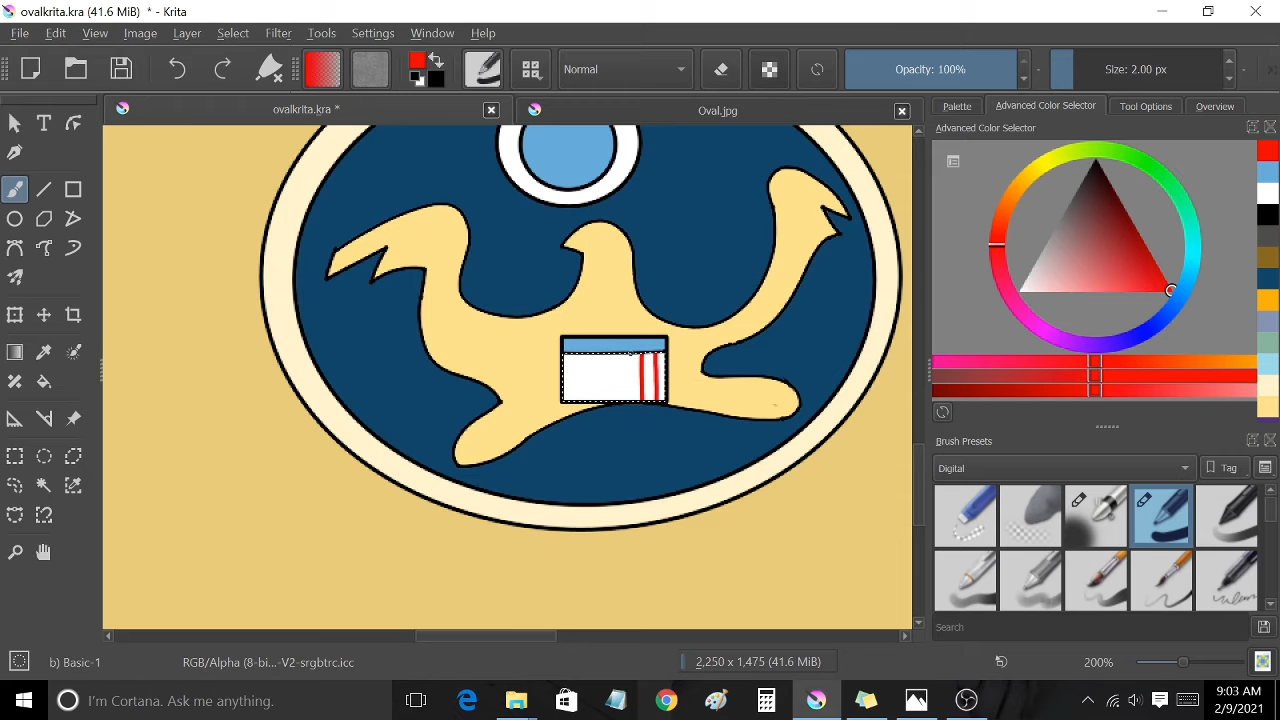 ovalkrita.kra (41.6 MiB) * - Krita
File Edit View Image Layer Select Filter Tools Settings Window Help
Normal Opacity: 100% Size: 2.00 px
ovalkrita.kra * Oval.jpg
Palette Advanced Color Selector Tool Options Overview
Advanced Color Selector
Brush Presets
Digital Tag
Search
b) Basic-1 RGB/Alpha (8-bi...-V2-srgbtrc.icc 2,250 x 1,475 (41.6 MiB) 200%
I'm Cortana. Ask me anything. 9:03 AM
2/9/2021